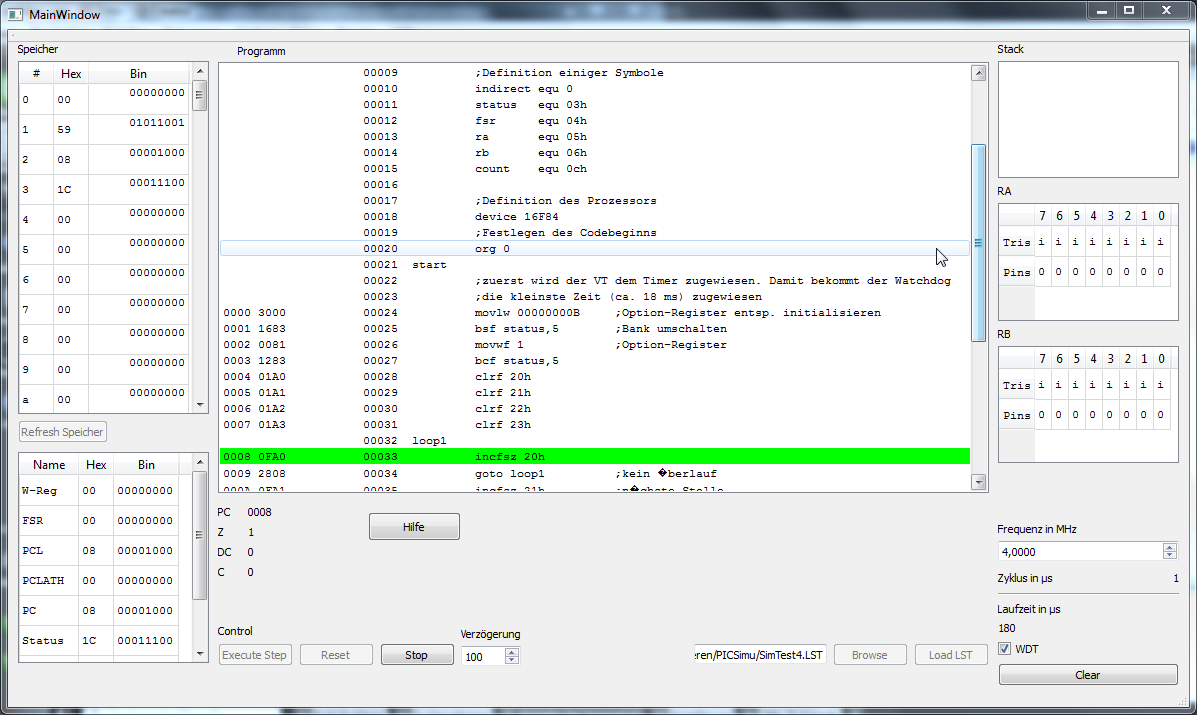 MainWindow
Speicher
# Hex Bin
0 00 00000000
1 59 01011001
2 08 00001000
3 1C 00011100
4 00 00000000
5 00 00000000
6 00 00000000
7 00 00000000
8 00 00000000
9 00 00000000
a 00 00000000
Refresh Speicher
Name Hex Bin
W-Reg 00 00000000
FSR 00 00000000
PCL 08 00001000
PCLATH 00 00000000
PC 08 00001000
Status 1C 00011100
Programm
00009 ;Definition einiger Symbole
00010 indirect equ 0
00011 status equ 03h
00012 fsr equ 04h
00013 ra equ 05h
00014 rb equ 06h
00015 count equ 0ch
00016
00017 ;Definition des Prozessors
00018 device 16F84
00019 ;Festlegen des Codebeginns
00020 org 0
00021 start
00022 ;zuerst wird der VT dem Timer zugewiesen. Damit bekommt der Watchdog
00023 ;die kleinste Zeit (ca. 18 ms) zugewiesen
0000 3000 00024 movlw 00000000B ;Option-Register entsp. initialisieren
0001 1683 00025 bsf status,5 ;Bank umschalten
0002 0081 00026 movwf 1 ;Option-Register
0003 1283 00027 bcf status,5
0004 01A0 00028 clrf 20h
0005 01A1 00029 clrf 21h
0006 01A2 00030 clrf 22h
0007 01A3 00031 clrf 23h
00032 loop1
0008 0FA0 00033 incfsz 20h
0009 2808 00034 goto loop1 ;kein �berlauf
000A 0FA1 00035 incfsz 21h ;n�chste Stelle
PC 0008
Z 1
DC 0
C 0
Hilfe
Control
Execute Step Reset Stop
Verzögerung
100
eren/PICSimu/SimTest4.LST Browse Load LST
Stack
RA
7 6 5 4 3 2 1 0
Tris i i i i i i i i
Pins 0 0 0 0 0 0 0 0
RB
7 6 5 4 3 2 1 0
Tris i i i i i i i i
Pins 0 0 0 0 0 0 0 0
Frequenz in MHz
4,0000
Zyklus in µs 1
Laufzeit in µs
180
WDT
Clear